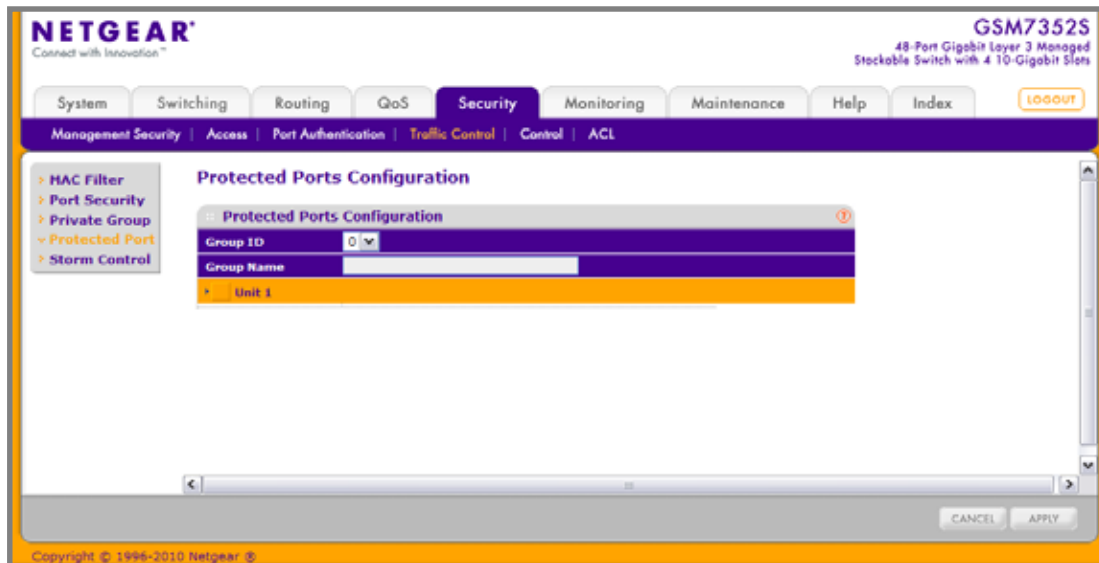 NETGEAR®
Connect with Innovation™
GSM7352S
48-Port Gigabit Layer 3 Managed
Stackable Switch with 4 10-Gigabit Slots
System Switching Routing QoS Security Monitoring Maintenance Help Index LOGOUT
Management Security | Access | Port Authentication | Traffic Control | Control | ACL
MAC Filter
Port Security
Private Group
Protected Port
Storm Control
Protected Ports Configuration
Protected Ports Configuration
Group ID 0
Group Name
Unit 1
CANCEL APPLY
Copyright © 1996-2010 Netgear ®